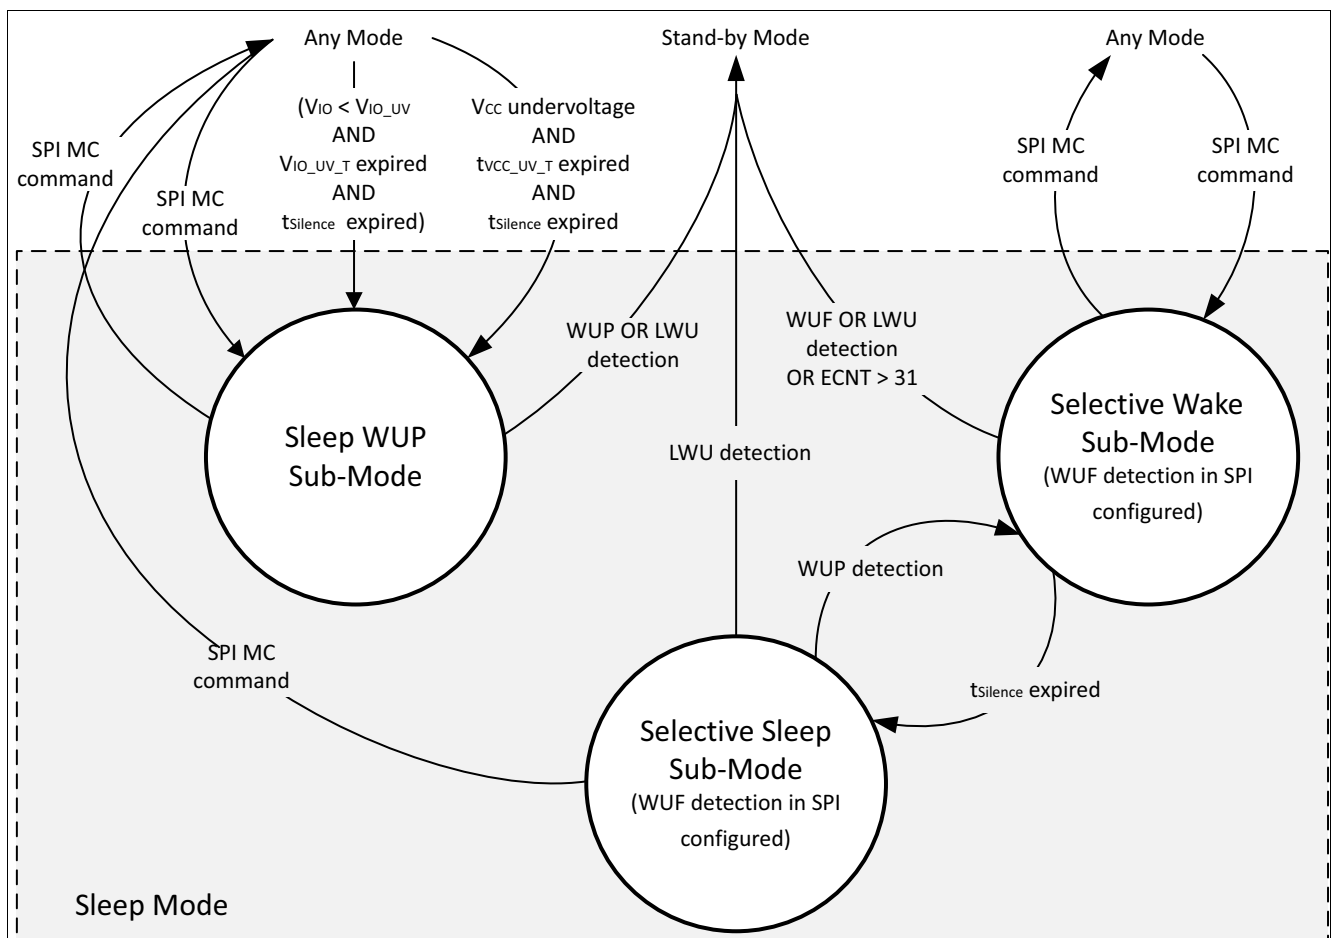 Any Mode
Stand-by Mode
Any Mode
(VIO < VIO_UV
AND
VIO_UV_T expired
AND
tSilence expired)
VCC undervoltage
AND
tVCC_UV_T expired
AND
tSilence expired
SPI MC
command
SPI MC
command
SPI MC
command
SPI MC
command
WUP OR LWU
detection
WUF OR LWU
detection
OR ECNT > 31
Sleep WUP
Sub-Mode
LWU detection
Selective Wake
Sub-Mode
(WUF detection in SPI
configured)
WUP detection
SPI MC
command
tSilence expired
Selective Sleep
Sub-Mode
(WUF detection in SPI
configured)
Sleep Mode